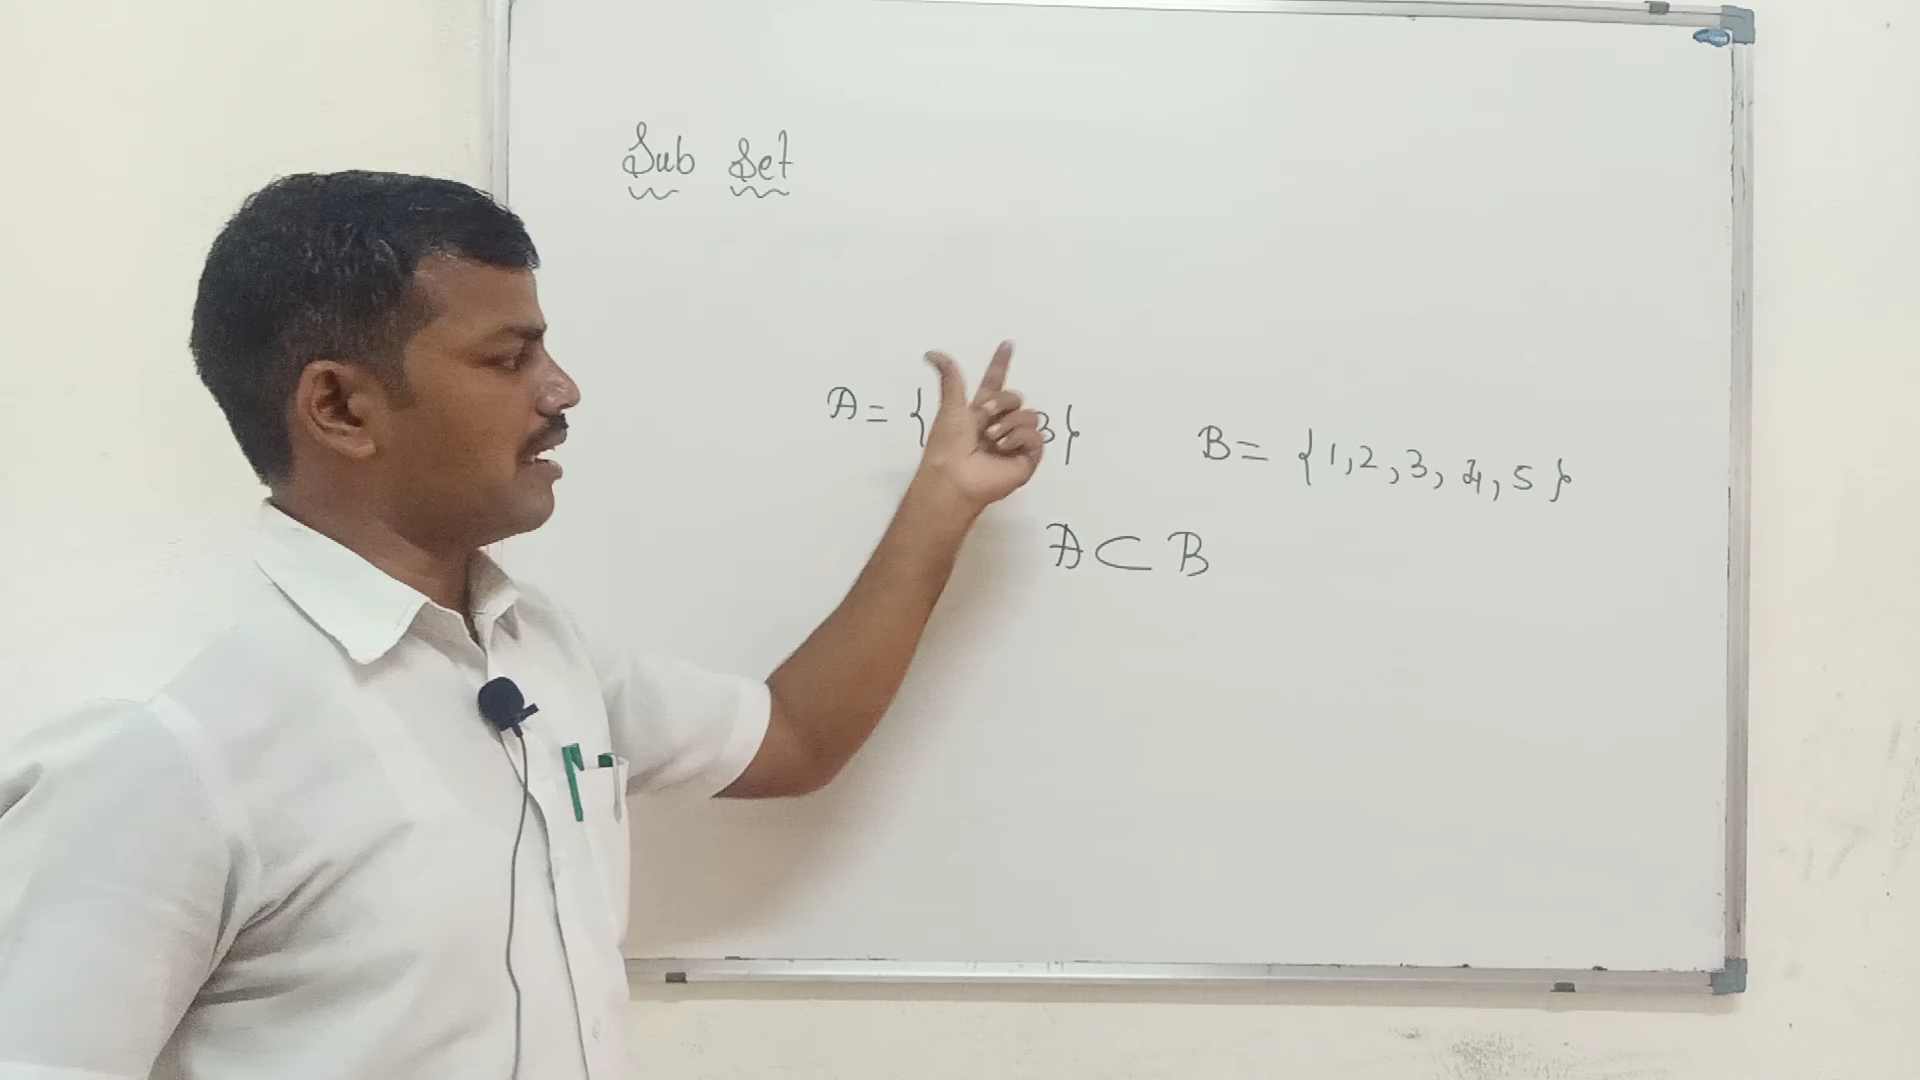 Sub Set
A = { 3}
B = {1, 2, 3, 4, 5}
A ⊂ B